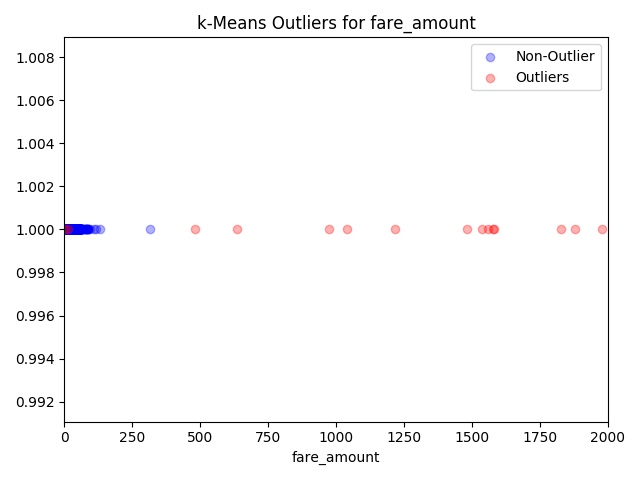 k-Means Outliers for fare_amount
Non-Outlier
Outliers
1.008
1.006
1.004
1.002
1.000
0.998
0.996
0.994
0.992
0 250 500 750 1000 1250 1500 1750 2000
fare_amount